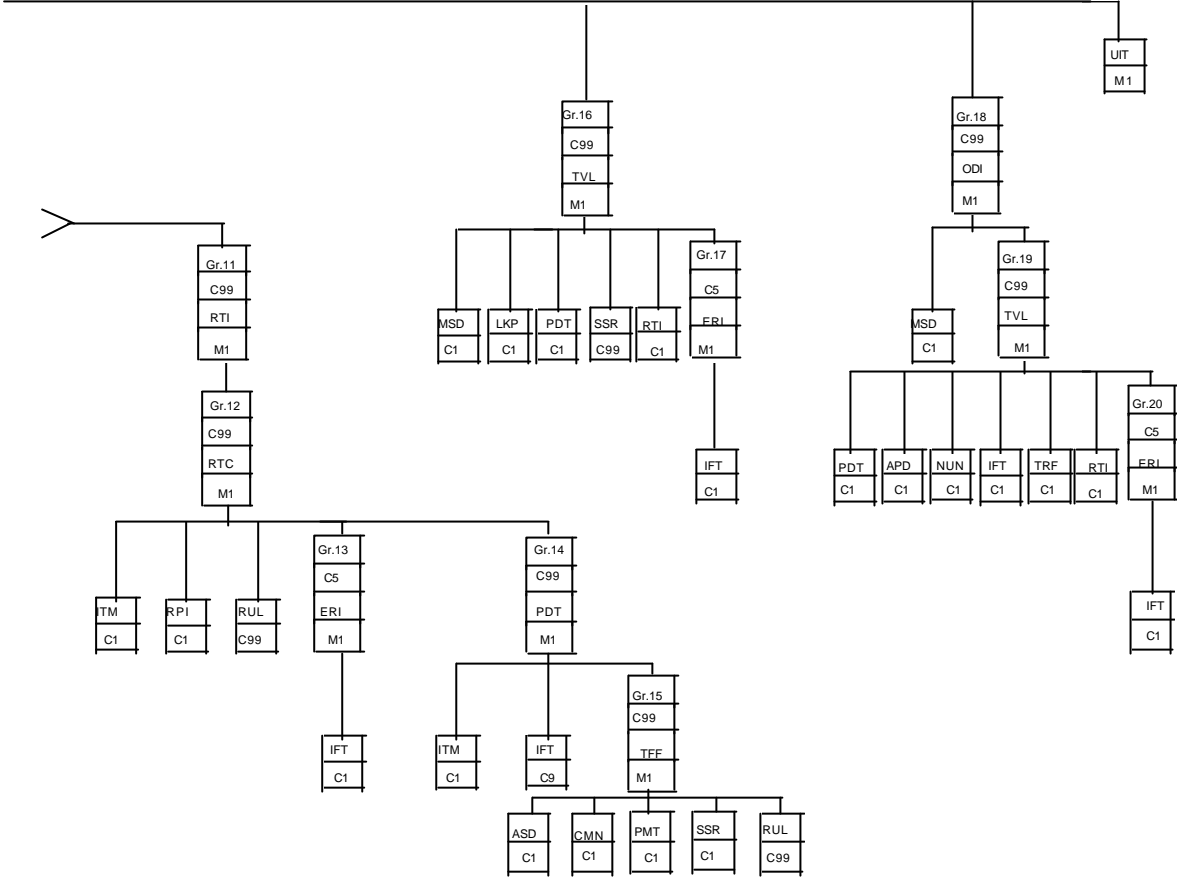 UIT
M1
Gr.16
C99
TVL
M1
Gr.18
C99
ODI
M1
Gr.11
C99
RTI
M1
Gr.17
C5
ERI
M1
Gr.19
C99
TVL
M1
MSD
C1
LKP
C1
PDT
C1
SSR
C99
RTI
C1
MSD
C1
Gr.12
C99
RTC
M1
Gr.20
C5
ERI
M1
IFT
C1
PDT
C1
APD
C1
NUN
C1
IFT
C1
TRF
C1
RTI
C1
Gr.13
C5
ERI
M1
Gr.14
C99
PDT
M1
ITM
C1
RPI
C1
RUL
C99
IFT
C1
Gr.15
C99
TFF
M1
IFT
C1
ITM
C1
IFT
C9
ASD
C1
CMN
C1
PMT
C1
SSR
C1
RUL
C99